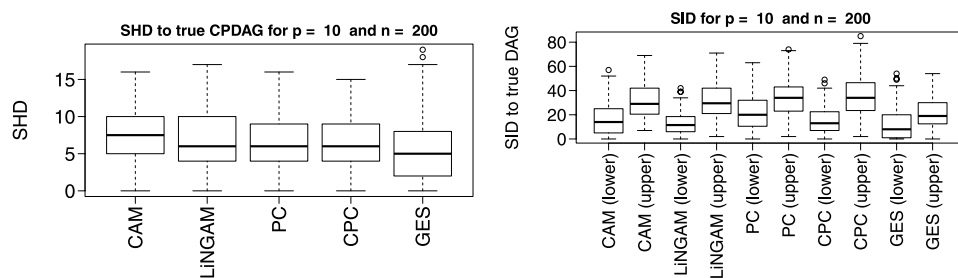 SHD to true CPDAG for p = 10 and n = 200
SHD
15
10
5
0
CAM
LiNGAM
PC
CPC
GES
SID for p = 10 and n = 200
SID to true DAG
80
60
40
20
0
CAM (lower)
CAM (upper)
LiNGAM (lower)
LiNGAM (upper)
PC (lower)
PC (upper)
CPC (lower)
CPC (upper)
GES (lower)
GES (upper)